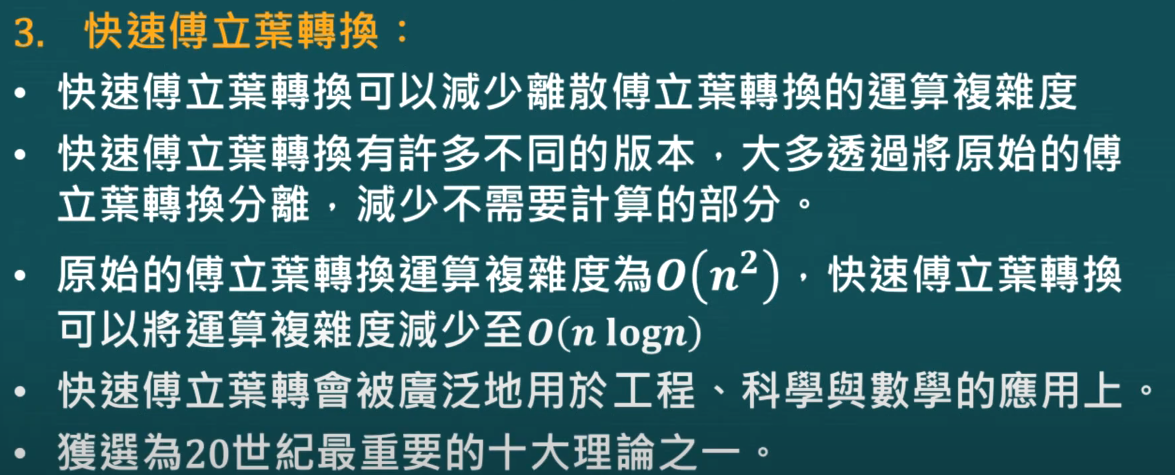 3. 快速傅立葉轉換：
• 快速傅立葉轉換可以減少離散傅立葉轉換的運算複雜度
• 快速傅立葉轉換有許多不同的版本，大多透過將原始的傅
立葉轉換分離，減少不需要計算的部分。
• 原始的傅立葉轉換運算複雜度為O(n²)，快速傅立葉轉換
可以將運算複雜度減少至O(n logn)
• 快速傅立葉轉會被廣泛地用於工程、科學與數學的應用上。
• 獲選為20世紀最重要的十大理論之一。